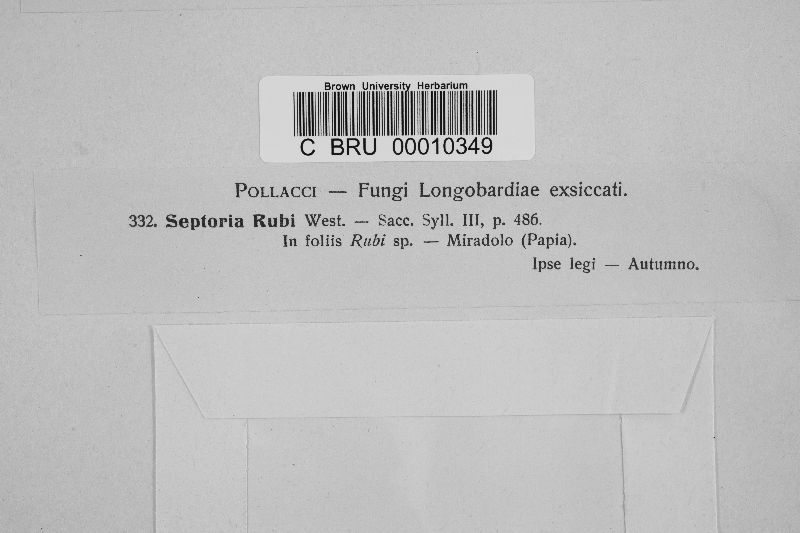 Brown University Herbarium
C BRU 00010349
POLLACCI — Fungi Longobardiae exsiccati.
332. Septoria Rubi West. — Sacc. Syll. III, p. 486.
In foliis Rubi sp. — Miradolo (Papia).
Ipse legi — Autumno.